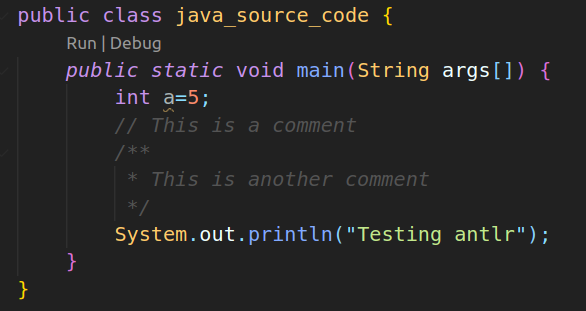 public class java_source_code {
Run | Debug
public static void main(String args[]) {
int a=5;
// This is a comment
/**
* This is another comment
*/
System.out.println("Testing antlr");
}
}